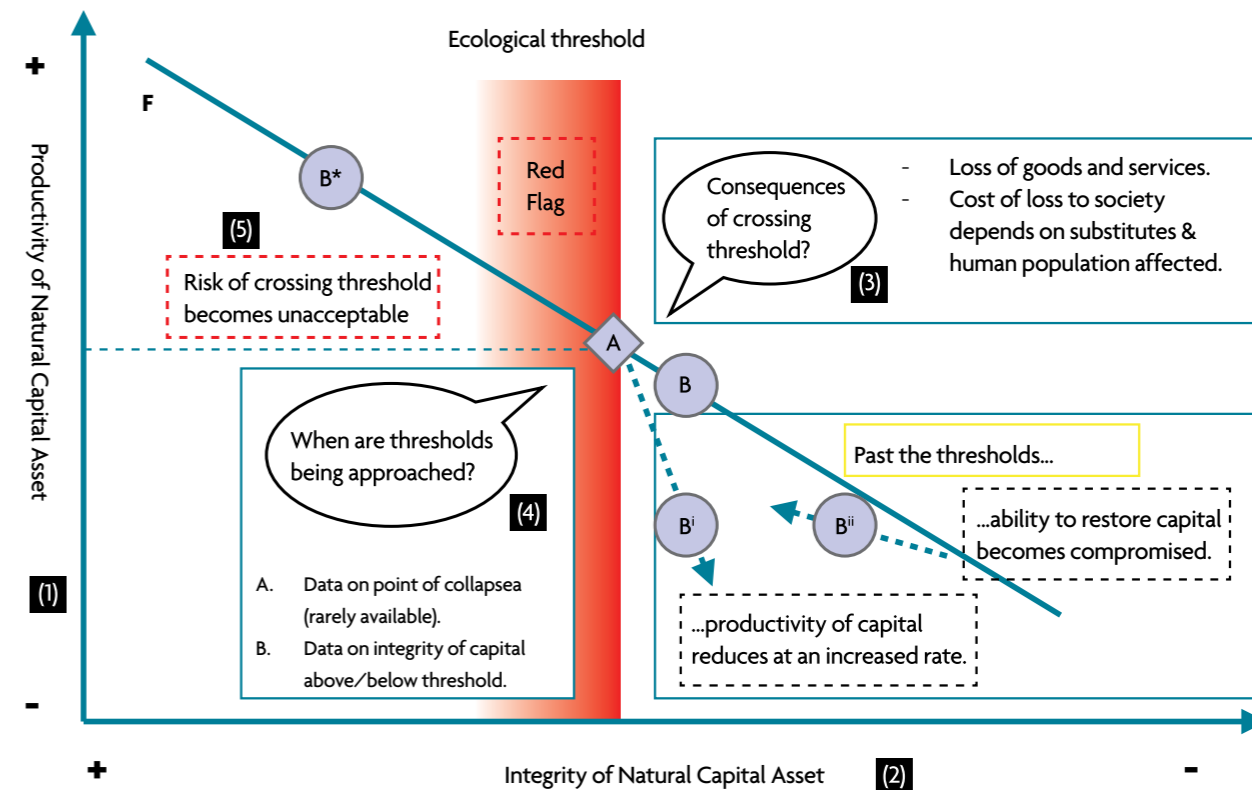 Ecological threshold
+
F
B*
Red
Flag
(5)
Risk of crossing threshold
becomes unacceptable
Productivity of Natural Capital Asset
Consequences
of crossing
threshold?
(3)
- Loss of goods and services.
- Cost of loss to society
depends on substitutes &
human population affected.
A
B
When are thresholds
being approached?
(4)
A. Data on point of collapsea
(rarely available).
B. Data on integrity of capital
above/below threshold.
Past the thresholds...
Bⁱ
Bⁱⁱ
...ability to restore capital
becomes compromised.
...productivity of capital
reduces at an increased rate.
(1)
-
+
Integrity of Natural Capital Asset (2)
-